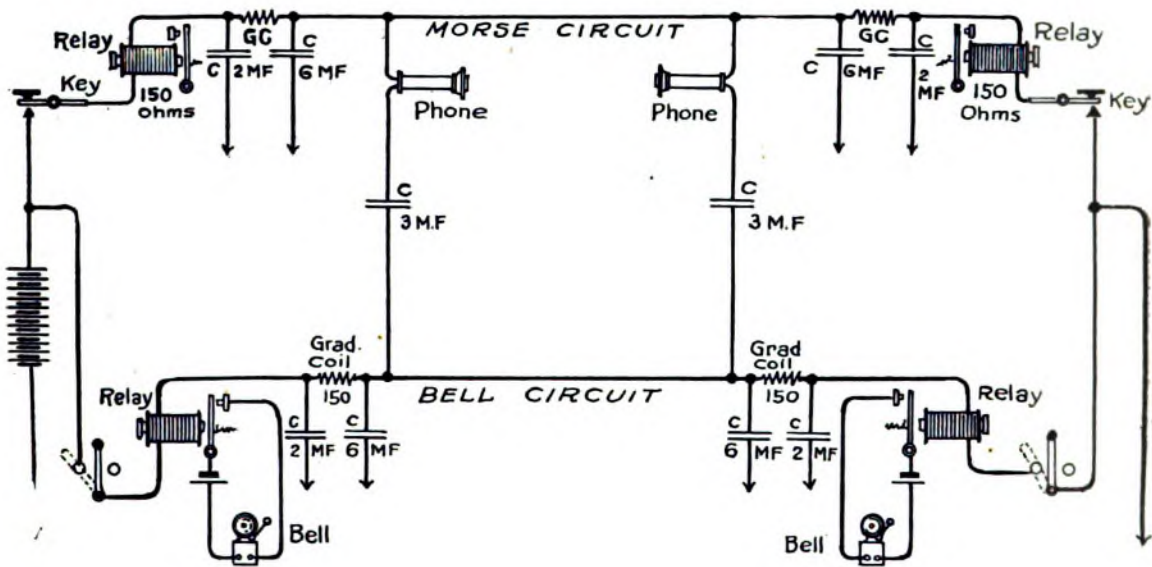 MORSE CIRCUIT
Relay
Key
150
Ohms
GC
C
2 MF
C
6 MF
Phone
C
3 M.F
Phone
C
3 M.F
GC
C
6MF
C
2
MF
Relay
150
Ohms
Key
BELL CIRCUIT
Grad.
Coil
150
Relay
C
2 MF
C
6 MF
Bell
Grad
Coil
150
C
6 MF
C
2 MF
Relay
Bell